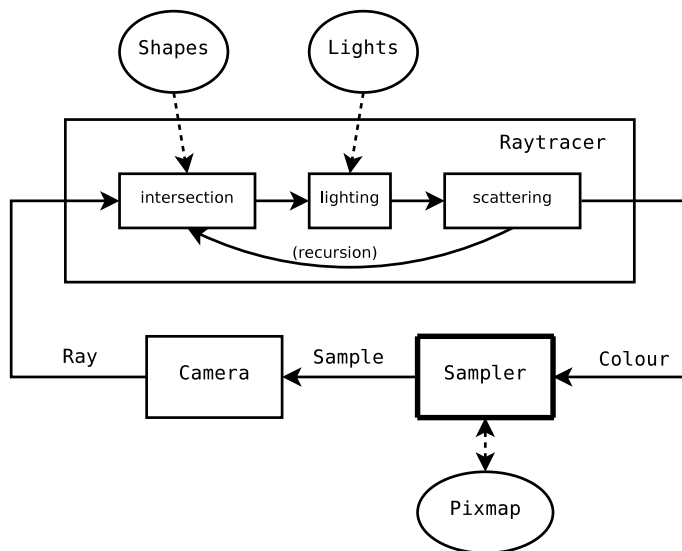 Shapes
Lights
Raytracer
intersection
lighting
scattering
(recursion)
Ray
Camera
Sample
Sampler
Colour
Pixmap